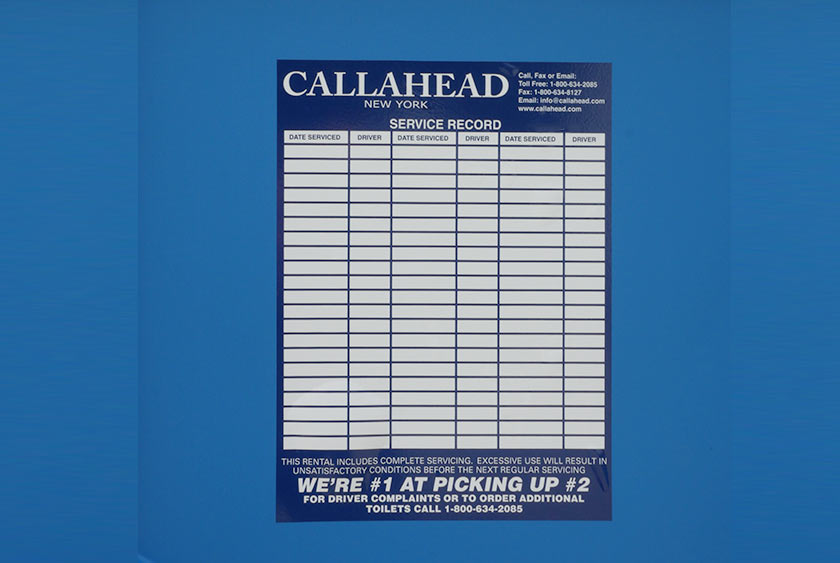 CALLAHEAD
NEW YORK
Call, Fax or Email:
Toll Free: 1-800-634-2085
Fax: 1-800-634-8127
Email: info@callahead.com
www.callahead.com
SERVICE RECORD
DATE SERVICED DRIVER DATE SERVICED DRIVER DATE SERVICED DRIVER
THIS RENTAL INCLUDES COMPLETE SERVICING. EXCESSIVE USE WILL RESULT IN
UNSATISFACTORY CONDITIONS BEFORE THE NEXT REGULAR SERVICING
WE'RE #1 AT PICKING UP #2
FOR DRIVER COMPLAINTS OR TO ORDER ADDITIONAL
TOILETS CALL 1-800-634-2085